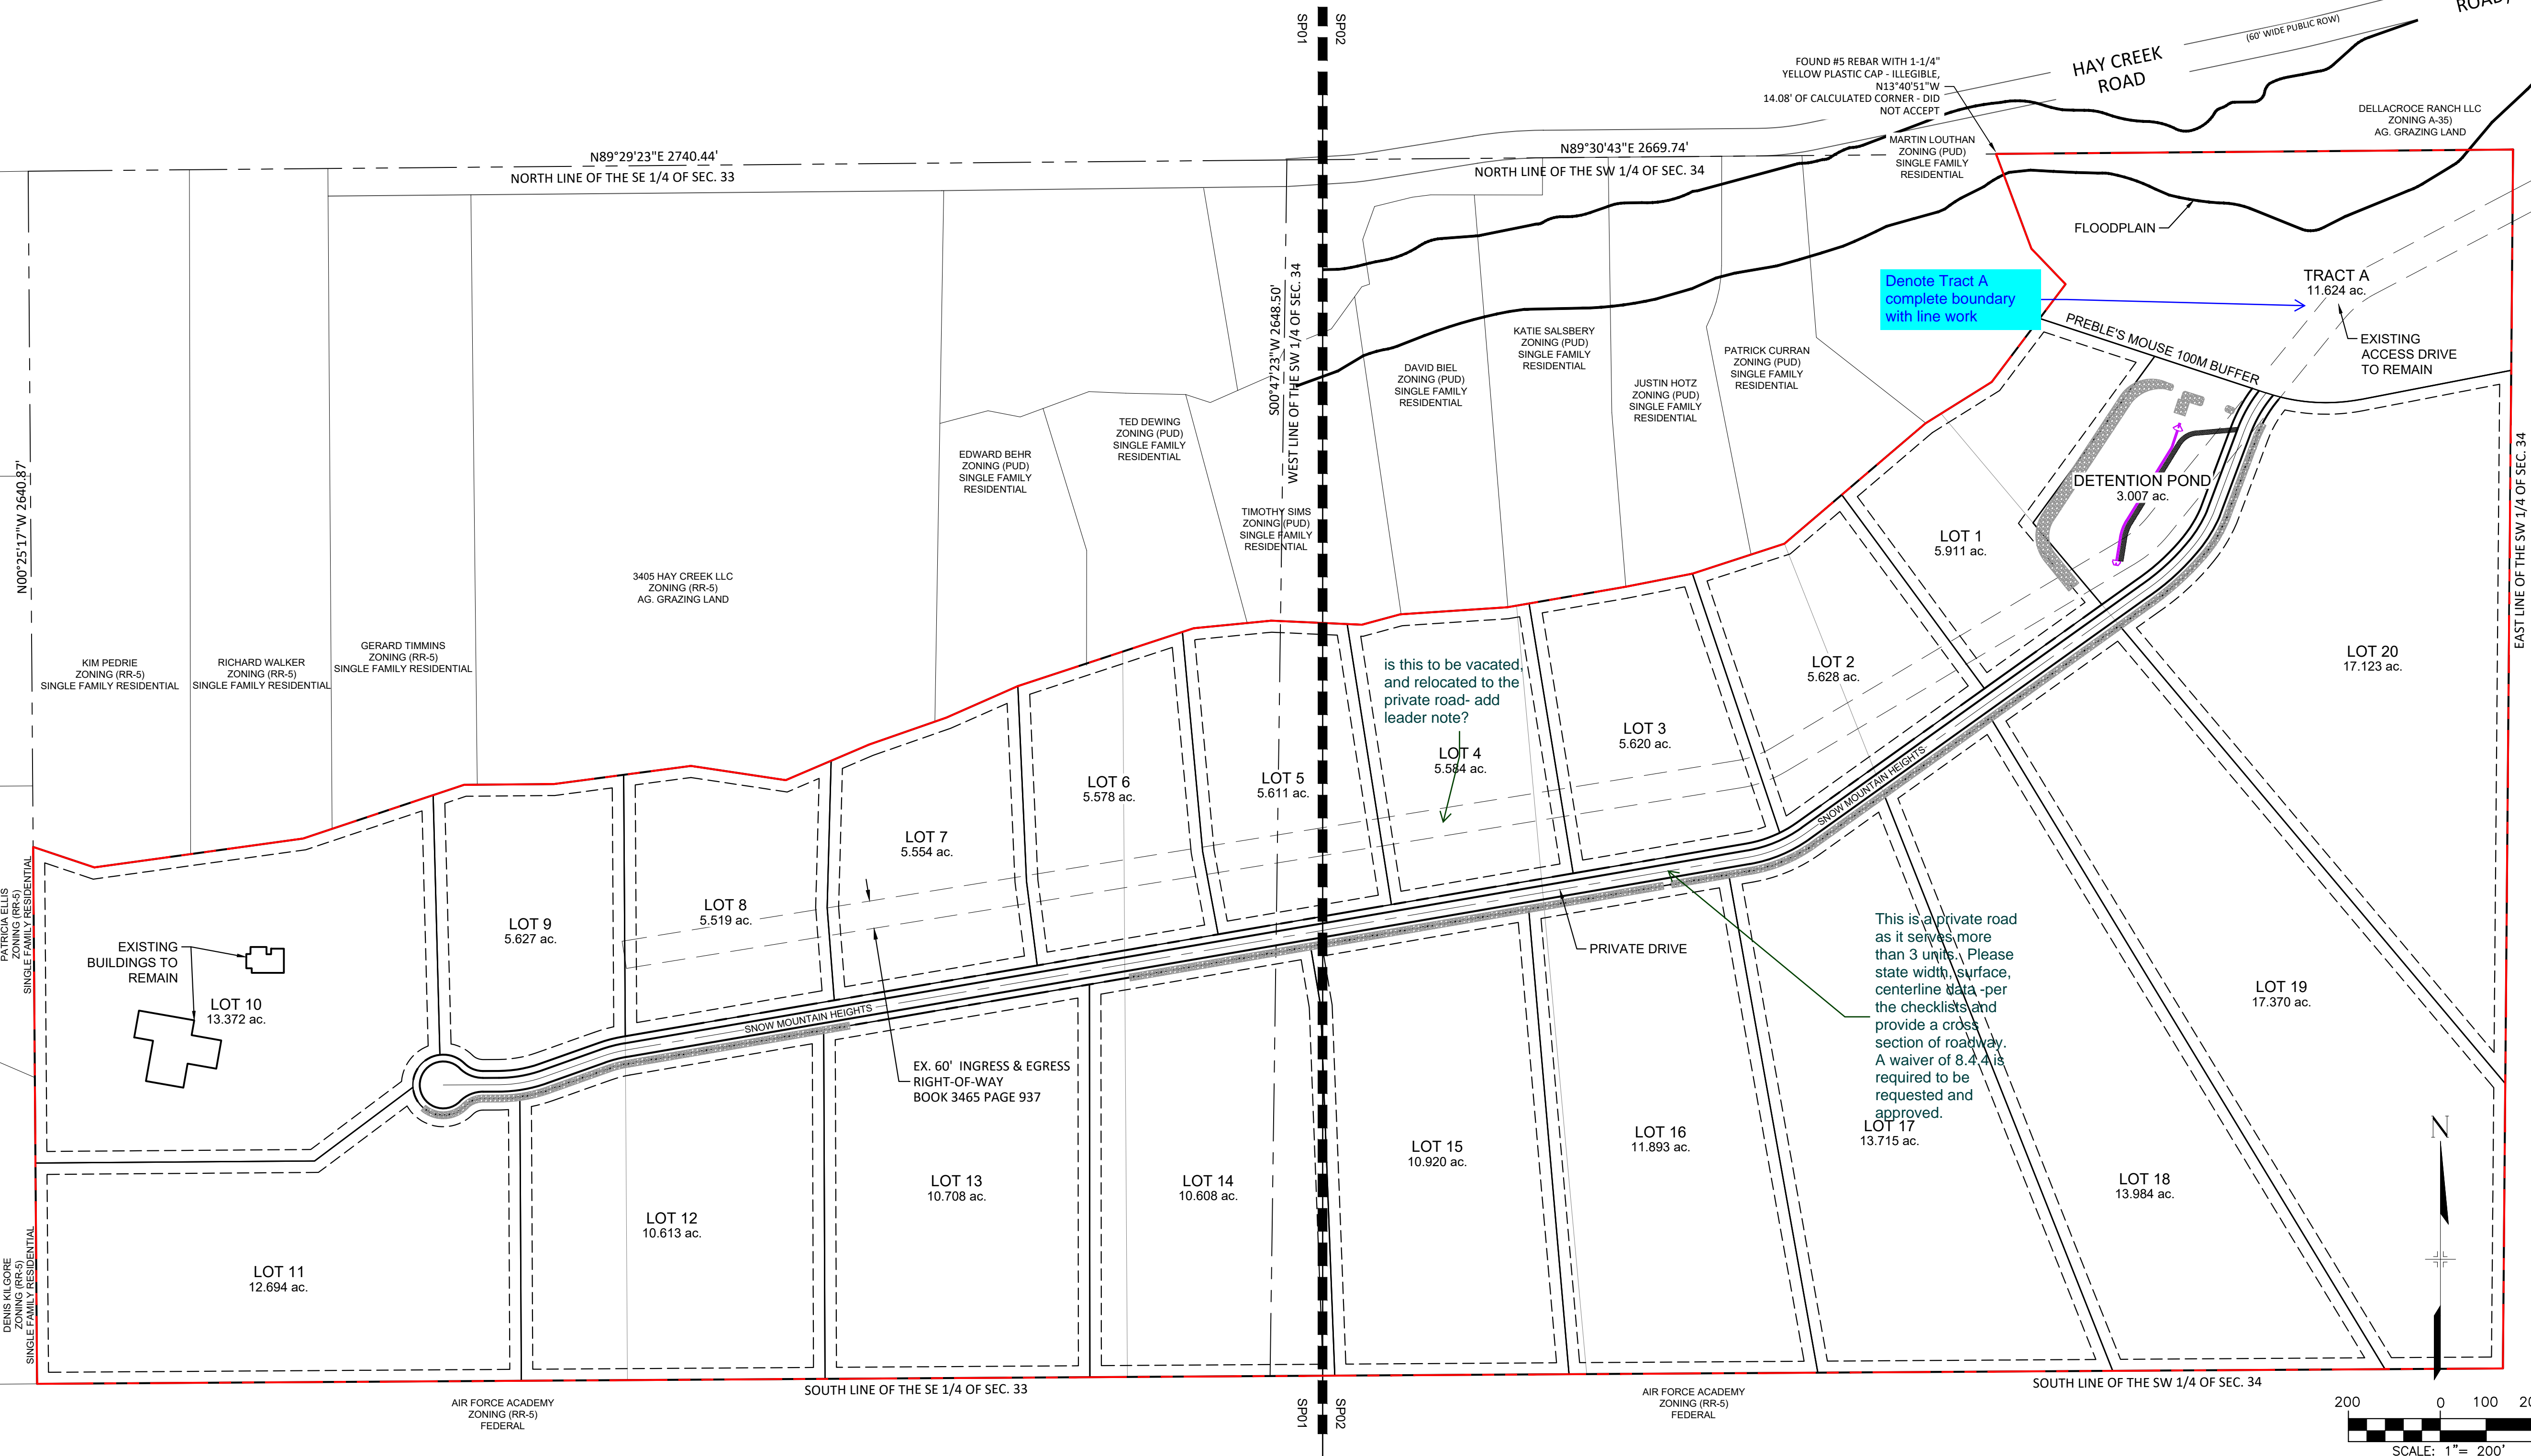 SP01
SP02
ROAD
(60' WIDE PUBLIC ROW)
HAY CREEK
ROAD
FOUND #5 REBAR WITH 1-1/4"
YELLOW PLASTIC CAP - ILLEGIBLE,
N13°40'51"W
14.08' OF CALCULATED CORNER - DID
NOT ACCEPT
DELLACROCE RANCH LLC
ZONING A-35)
AG. GRAZING LAND
MARTIN LOUTHAN
ZONING (PUD)
SINGLE FAMILY
RESIDENTIAL
N89°29'23"E 2740.44'
NORTH LINE OF THE SE 1/4 OF SEC. 33
N89°30'43"E 2669.74'
NORTH LINE OF THE SW 1/4 OF SEC. 34
FLOODPLAIN
TRACT A
11.624 ac.
Denote Tract A
complete boundary
with line work
PREBLE'S MOUSE 100M BUFFER
EXISTING
ACCESS DRIVE
TO REMAIN
S00°47'23"W 2648.50'
WEST LINE OF THE SW 1/4 OF SEC. 34
KATIE SALSBERY
ZONING (PUD)
SINGLE FAMILY
RESIDENTIAL
PATRICK CURRAN
ZONING (PUD)
SINGLE FAMILY
RESIDENTIAL
DAVID BIEL
ZONING (PUD)
SINGLE FAMILY
RESIDENTIAL
JUSTIN HOTZ
ZONING (PUD)
SINGLE FAMILY
RESIDENTIAL
TED DEWING
ZONING (PUD)
SINGLE FAMILY
RESIDENTIAL
EDWARD BEHR
ZONING (PUD)
SINGLE FAMILY
RESIDENTIAL
TIMOTHY SIMS
ZONING (PUD)
SINGLE FAMILY
RESIDENTIAL
N00°25'17"W 2640.87'
EAST LINE OF THE SW 1/4 OF SEC. 34
DETENTION POND
3.007 ac.
LOT 1
5.911 ac.
3405 HAY CREEK LLC
ZONING (RR-5)
AG. GRAZING LAND
GERARD TIMMINS
ZONING (RR-5)
SINGLE FAMILY RESIDENTIAL
KIM PEDRIE
ZONING (RR-5)
SINGLE FAMILY RESIDENTIAL
RICHARD WALKER
ZONING (RR-5)
SINGLE FAMILY RESIDENTIAL
is this to be vacated,
and relocated to the
private road- add
leader note?
LOT 2
5.628 ac.
LOT 20
17.123 ac.
LOT 3
5.620 ac.
LOT 4
5.584 ac.
LOT 5
5.611 ac.
LOT 6
5.578 ac.
LOT 7
5.554 ac.
LOT 8
5.519 ac.
LOT 9
5.627 ac.
SNOW MOUNTAIN HEIGHTS
PATRICIA ELLIS
ZONING (RR-5)
SINGLE FAMILY RESIDENTIAL
EXISTING
BUILDINGS TO
REMAIN
LOT 10
13.372 ac.
SNOW MOUNTAIN HEIGHTS
PRIVATE DRIVE
This is a private road
as it serves more
than 3 units. Please
state width, surface,
centerline data -per
the checklists and
provide a cross
section of roadway.
A waiver of 8.4.4 is
required to be
requested and
approved.
LOT 19
17.370 ac.
EX. 60' INGRESS & EGRESS
RIGHT-OF-WAY
BOOK 3465 PAGE 937
LOT 17
13.715 ac.
LOT 16
11.893 ac.
LOT 15
10.920 ac.
LOT 18
13.984 ac.
LOT 14
10.608 ac.
LOT 13
10.708 ac.
LOT 12
10.613 ac.
LOT 11
12.694 ac.
DENIS KILGORE
ZONING (RR-5)
SINGLE FAMILY RESIDENTIAL
N
SOUTH LINE OF THE SE 1/4 OF SEC. 33
SOUTH LINE OF THE SW 1/4 OF SEC. 34
AIR FORCE ACADEMY
ZONING (RR-5)
FEDERAL
AIR FORCE ACADEMY
ZONING (RR-5)
FEDERAL
SP01
SP02
200 0 100 20
SCALE: 1"= 200'